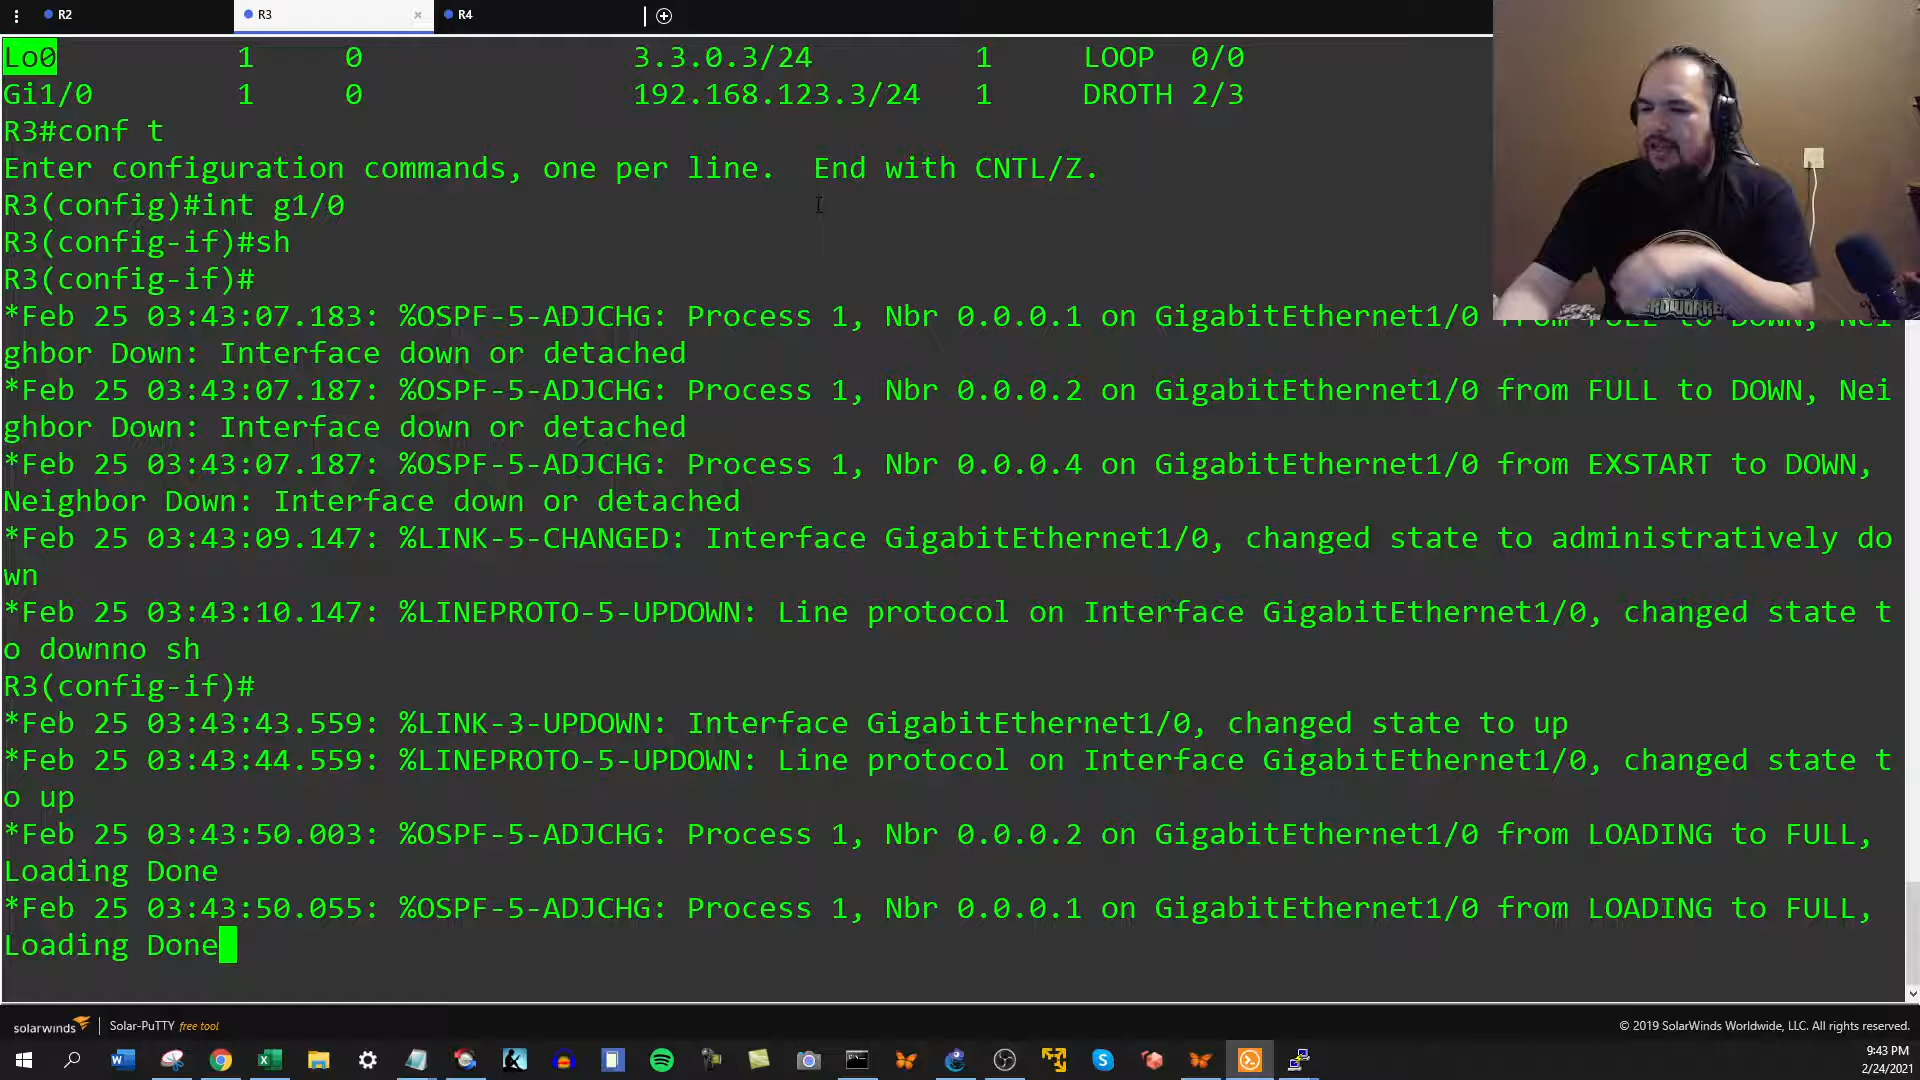 R2
R3
R4
Lo0 1 0 3.3.0.3/24 1 LOOP 0/0
Gi1/0 1 0 192.168.123.3/24 1 DROTH 2/3
R3#conf t
Enter configuration commands, one per line. End with CNTL/Z.
R3(config)#int g1/0
R3(config-if)#sh
R3(config-if)#
*Feb 25 03:43:07.183: %OSPF-5-ADJCHG: Process 1, Nbr 0.0.0.1 on GigabitEthernet1/0 from FULL to DOWN, Nei
ghbor Down: Interface down or detached
*Feb 25 03:43:07.187: %OSPF-5-ADJCHG: Process 1, Nbr 0.0.0.2 on GigabitEthernet1/0 from FULL to DOWN, Nei
ghbor Down: Interface down or detached
*Feb 25 03:43:07.187: %OSPF-5-ADJCHG: Process 1, Nbr 0.0.0.4 on GigabitEthernet1/0 from EXSTART to DOWN,
Neighbor Down: Interface down or detached
*Feb 25 03:43:09.147: %LINK-5-CHANGED: Interface GigabitEthernet1/0, changed state to administratively do
wn
*Feb 25 03:43:10.147: %LINEPROTO-5-UPDOWN: Line protocol on Interface GigabitEthernet1/0, changed state t
o downno sh
R3(config-if)#
*Feb 25 03:43:43.559: %LINK-3-UPDOWN: Interface GigabitEthernet1/0, changed state to up
*Feb 25 03:43:44.559: %LINEPROTO-5-UPDOWN: Line protocol on Interface GigabitEthernet1/0, changed state t
o up
*Feb 25 03:43:50.003: %OSPF-5-ADJCHG: Process 1, Nbr 0.0.0.2 on GigabitEthernet1/0 from LOADING to FULL,
Loading Done
*Feb 25 03:43:50.055: %OSPF-5-ADJCHG: Process 1, Nbr 0.0.0.1 on GigabitEthernet1/0 from LOADING to FULL,
Loading Done
solarwinds | Solar-PuTTY free tool
© 2019 SolarWinds Worldwide, LLC. All rights reserved.
9:43 PM
2/24/2021